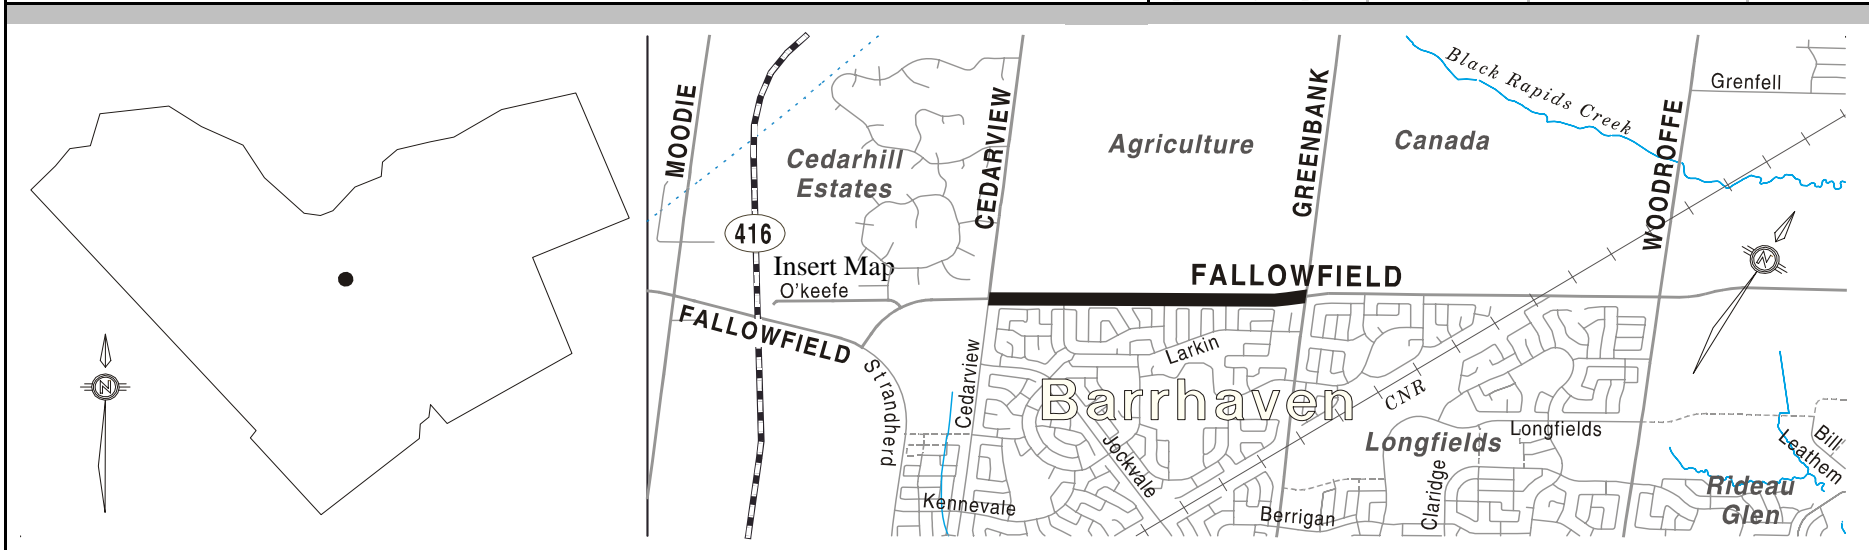 N
MOODIE
416
Cedarhill
Estates
Insert Map
O'keefe
FALLOWFIELD
Strandherd
CEDARVIEW
Cedarview
Kennevale
Agriculture
GREENBANK
Canada
Black Rapids Creek
WOODROFFE
Grenfell
FALLOWFIELD
N
Larkin
Barrhaven
CNR
Jockvale
Longfields
Longfields
Claridge
Berrigan
Bill
Leathem
Rideau
Glen